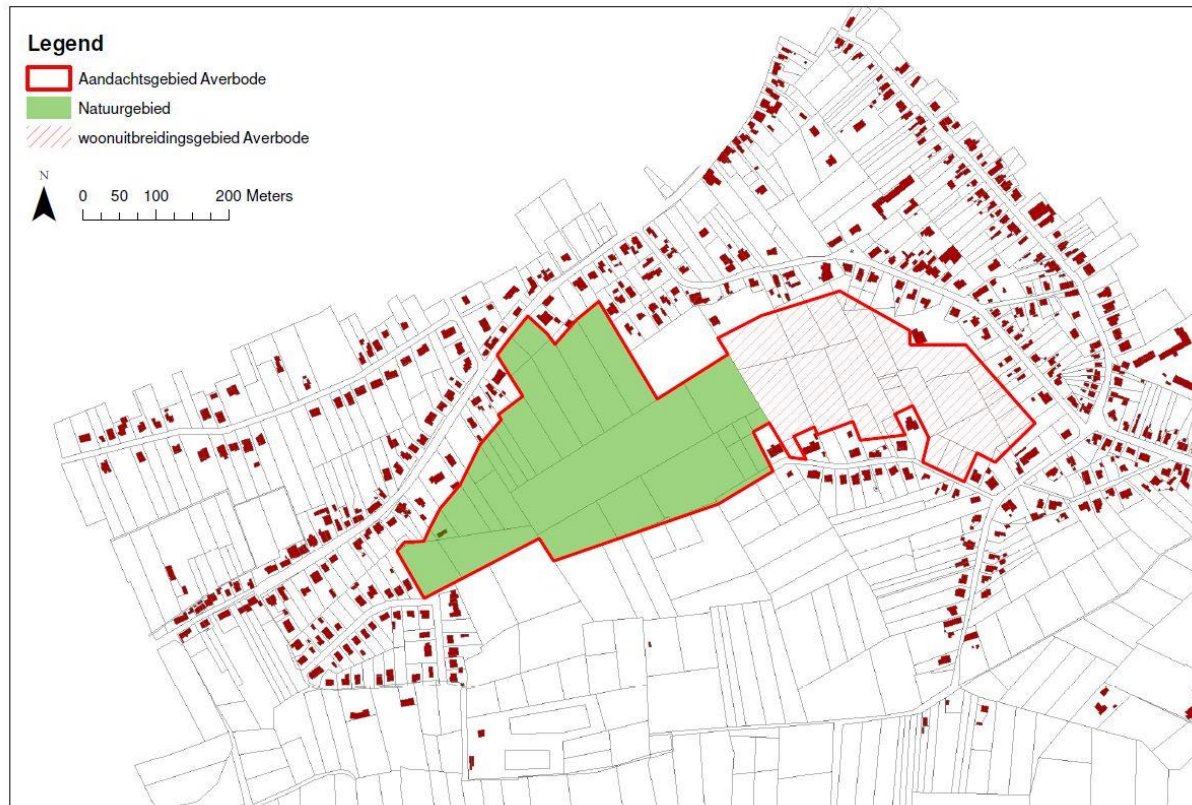 Legend
Aandachtsgebied Averbode
Natuurgebied
woonuitbreidingsgebied Averbode
N
0 50 100 200 Meters